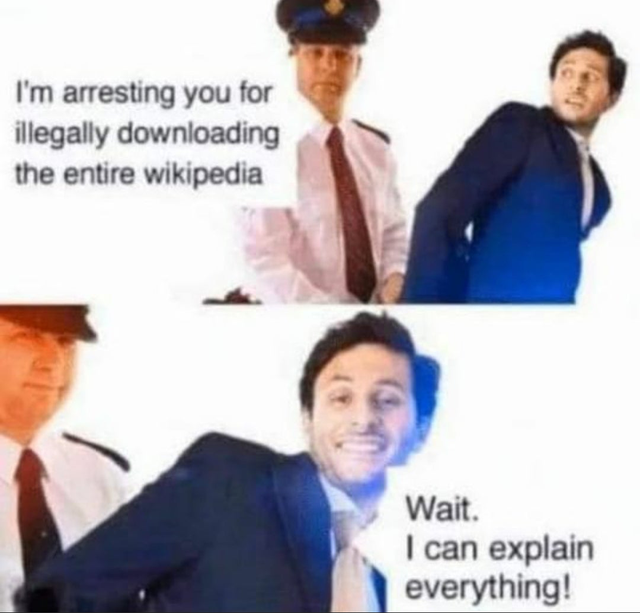 I'm arresting you for
illegally downloading
the entire wikipedia
Wait.
I can explain
everything!